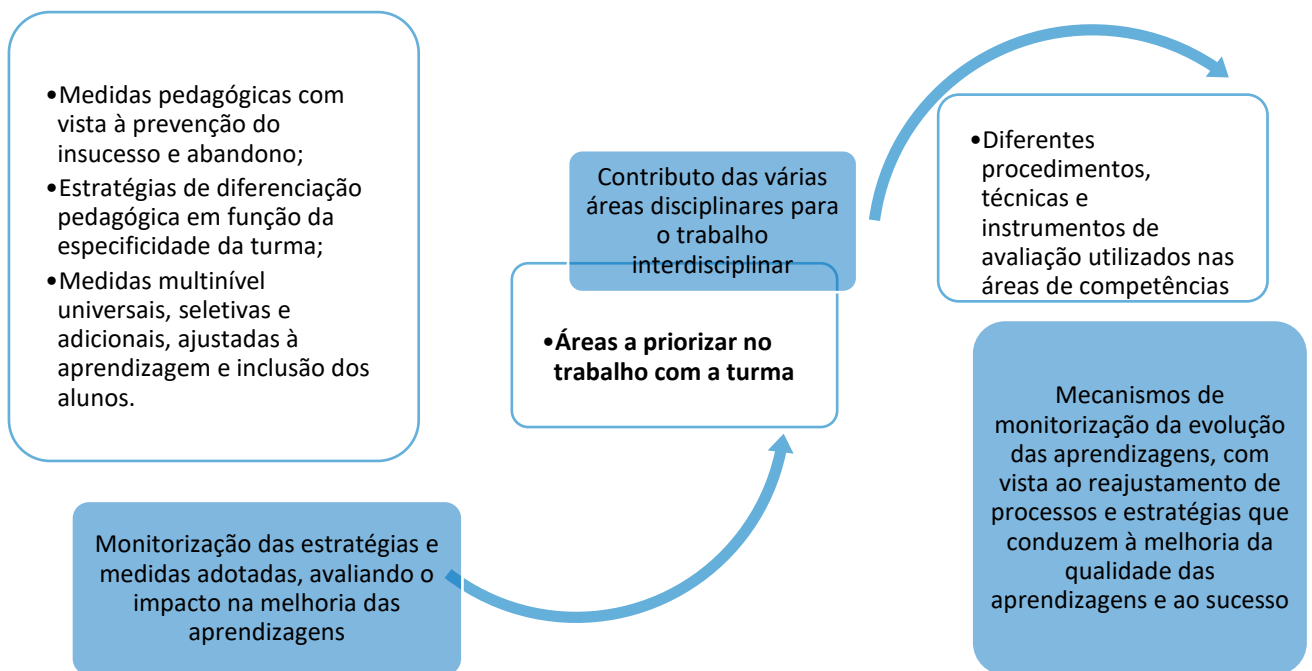 •Medidas pedagógicas com
vista à prevenção do
insucesso e abandono;
•Estratégias de diferenciação
pedagógica em função da
especificidade da turma;
•Medidas multinível
universais, seletivas e
adicionais, ajustadas à
aprendizagem e inclusão dos
alunos.
Monitorização das estratégias e
medidas adotadas, avaliando o
impacto na melhoria das
aprendizagens
Contributo das várias
áreas disciplinares para
o trabalho
interdisciplinar
•Áreas a priorizar no
trabalho com a turma
•Diferentes
procedimentos,
técnicas e
instrumentos de
avaliação utilizados nas
áreas de competências
Mecanismos de
monitorização da evolução
das aprendizagens, com
vista ao reajustamento de
processos e estratégias que
conduzem à melhoria da
qualidade das
aprendizagens e ao sucesso